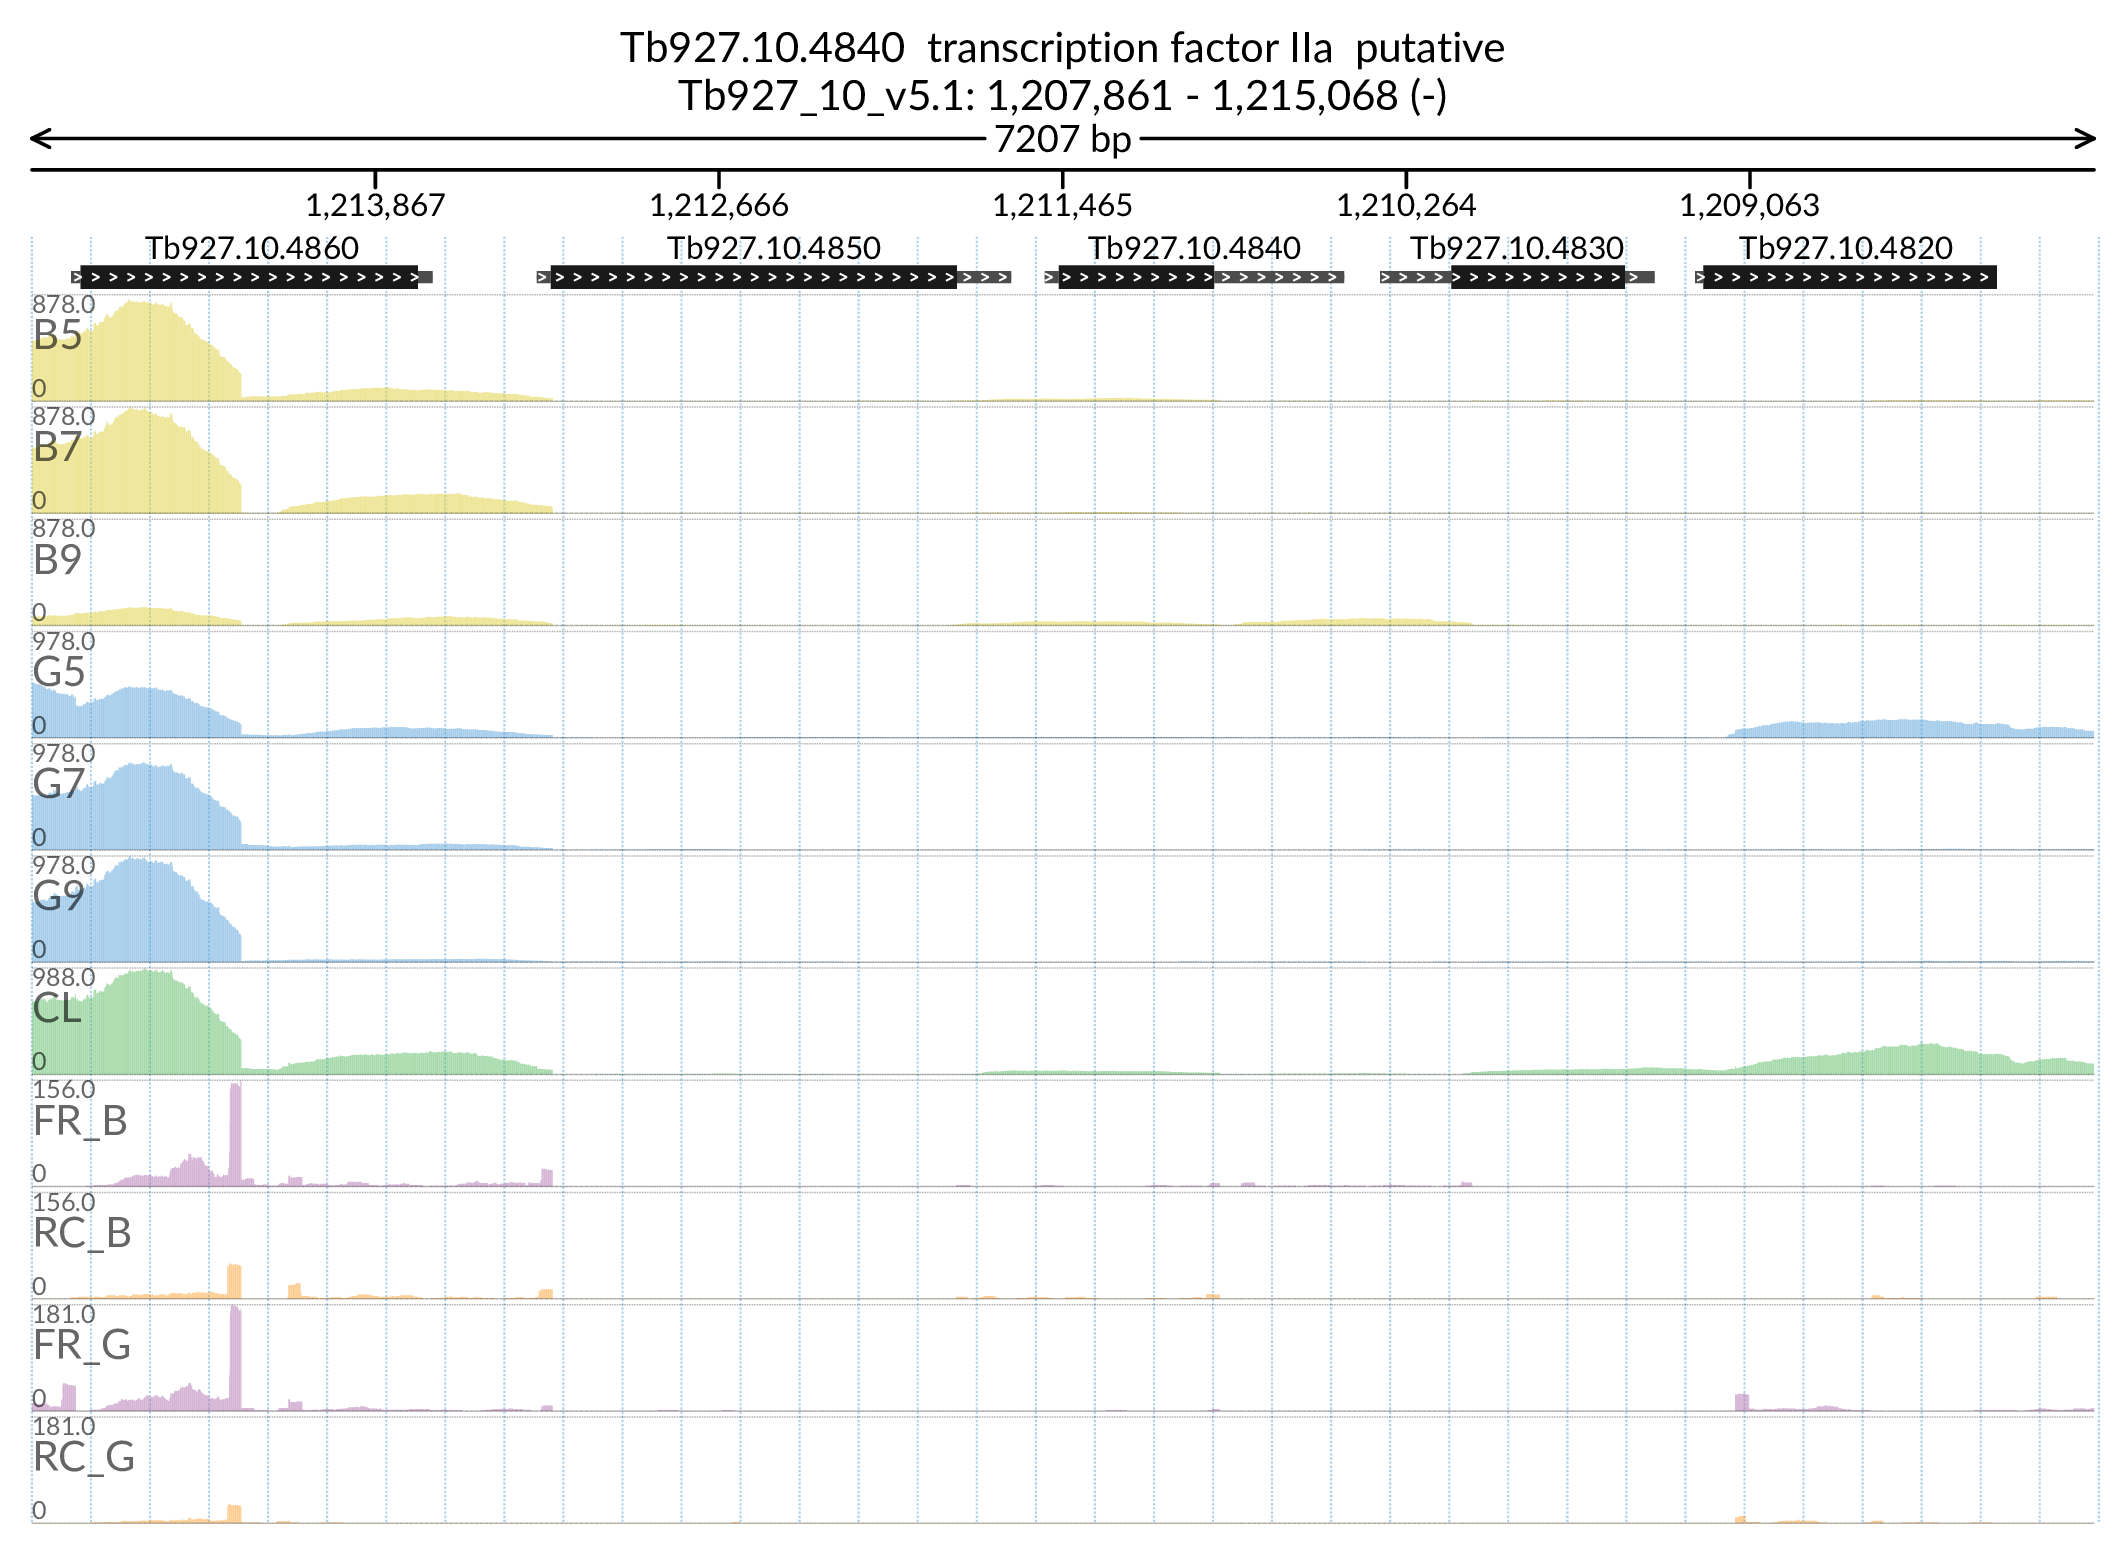 Tb927.10.4840  transcription factor IIa  putative
Tb927_10_v5.1: 1,207,861 - 1,215,068 (-)
7207 bp
1,213,867 1,212,666 1,211,465 1,210,264 1,209,063
Tb927.10.4860 Tb927.10.4850 Tb927.10.4840 Tb927.10.4830 Tb927.10.4820
878.0
B5
0
878.0
B7
0
878.0
B9
0
978.0
G5
0
978.0
G7
0
978.0
G9
0
988.0
CL
0
156.0
FR_B
0
156.0
RC_B
0
181.0
FR_G
0
181.0
RC_G
0